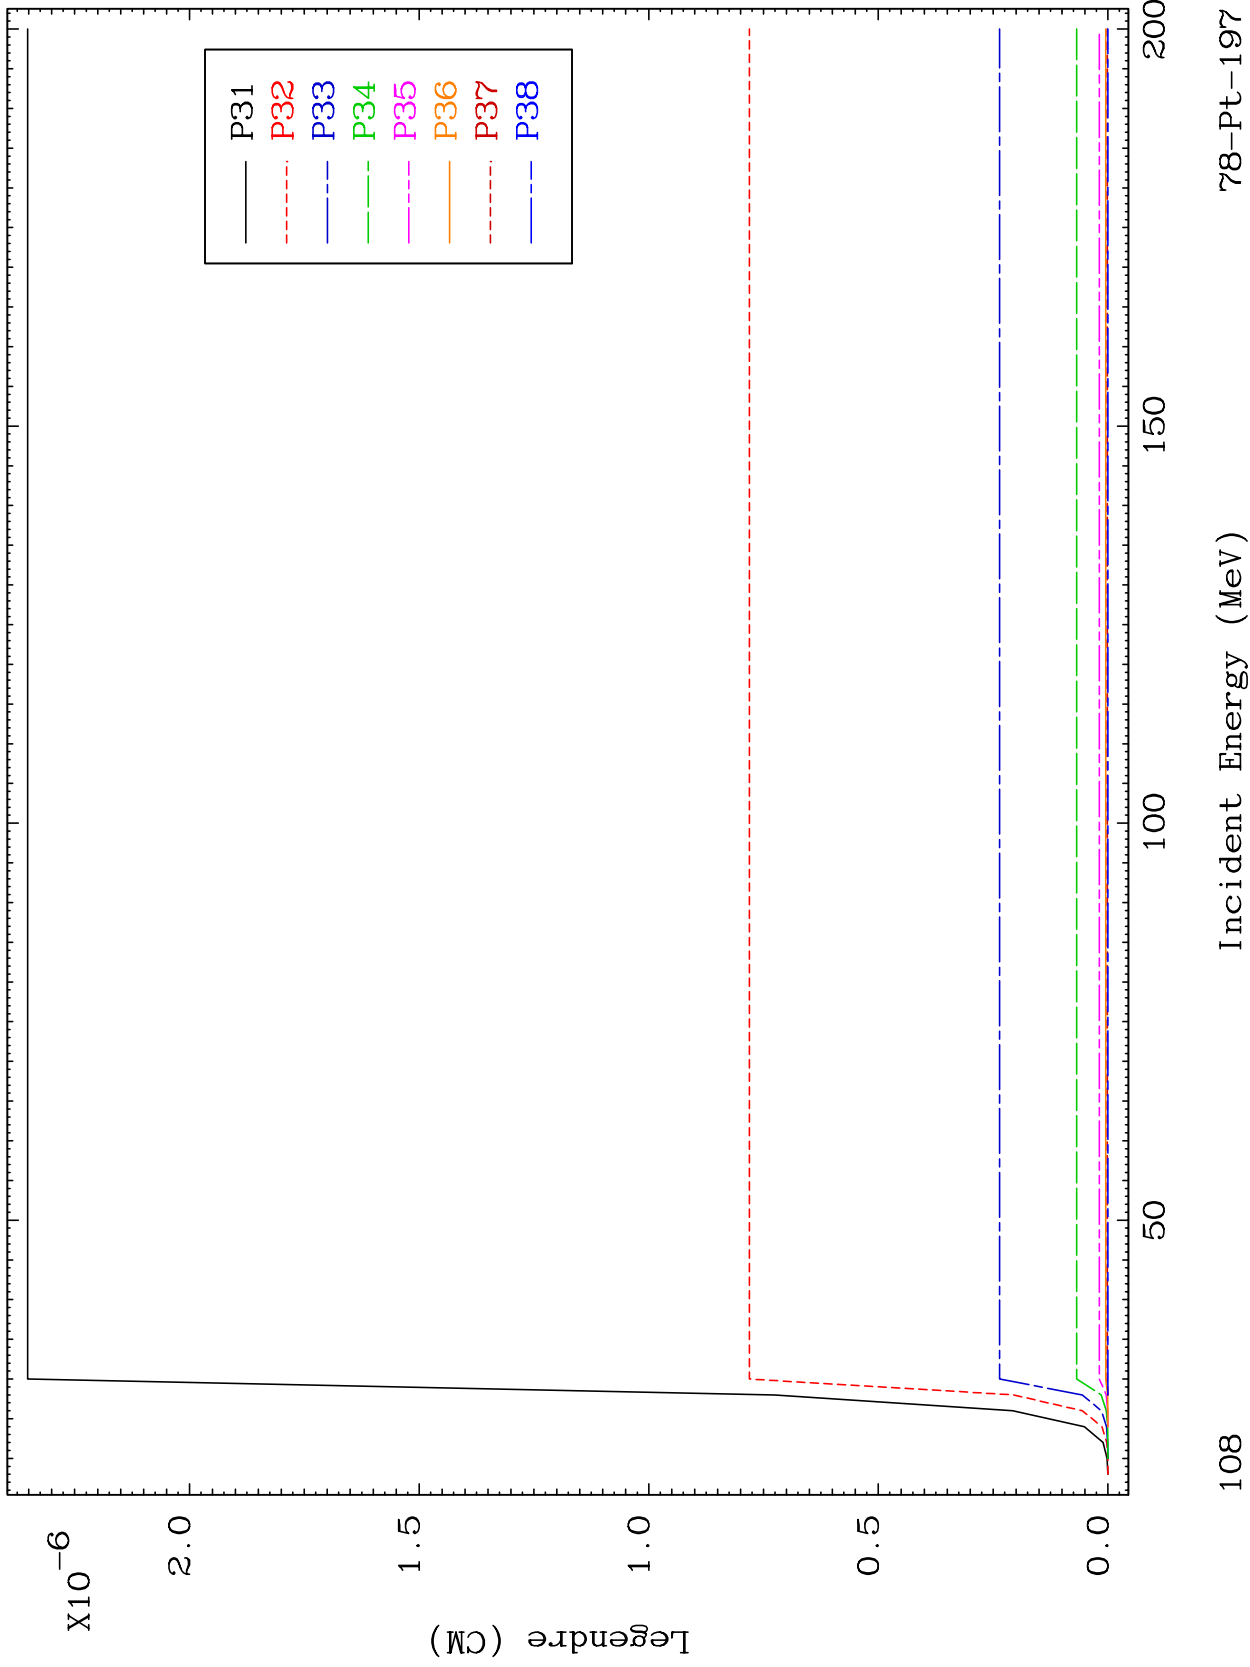 X10⁻⁶
Legendre (CM)
2.0
1.5
1.0
0.5
0.0
P31
P32
P33
P34
P35
P36
P37
P38
50
100
150
200
108
Incident Energy (MeV)
78-Pt-197